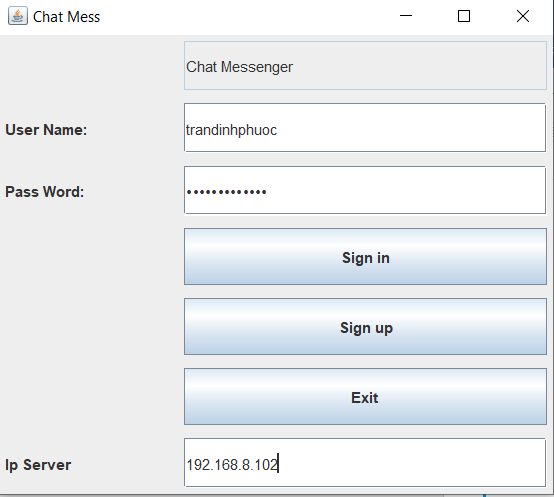 Chat Mess
Chat Messenger
User Name:
trandinhphuoc
Pass Word:
•••••••••••••
Sign in
Sign up
Exit
Ip Server
192.168.8.102